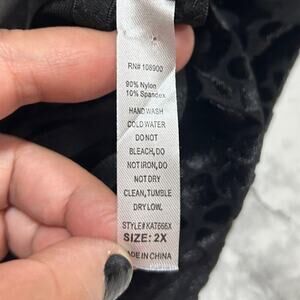 RN# 106900
90% Nylon
10% Spandex
HAND WASH
COLD WATER
DO NOT
BLEACH, DO
NOT IRON, DO
NOT DRY
CLEAN, TUMBLE
DRY LOW.
STYLE# KAT666X
SIZE: 2X
MADE IN CHINA